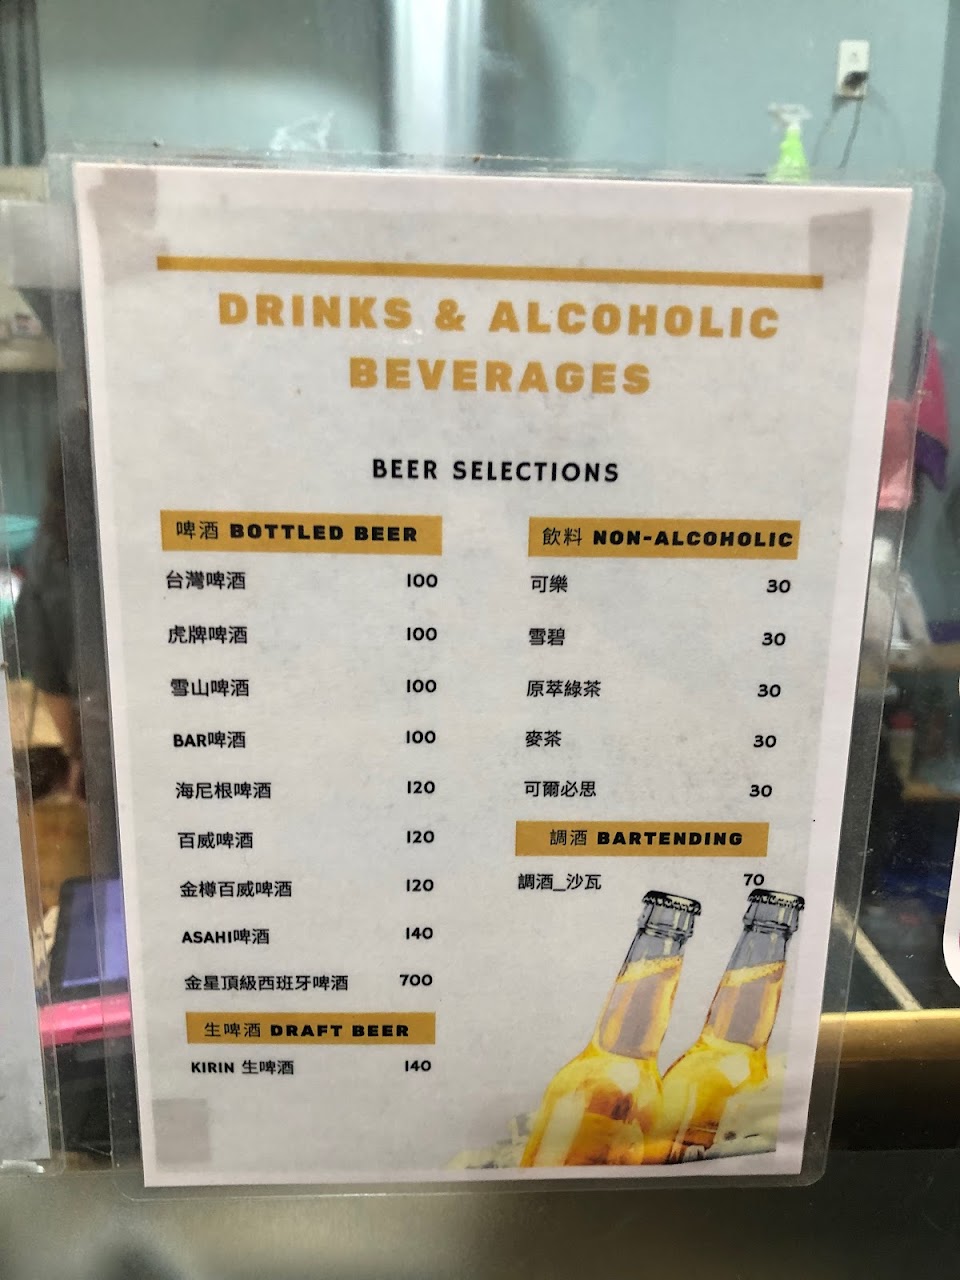 DRINKS & ALCOHOLIC
BEVERAGES
BEER SELECTIONS
啤酒 BOTTLED BEER
台灣啤酒 100
虎牌啤酒 100
雪山啤酒 100
BAR啤酒 100
海尼根啤酒 120
百威啤酒 120
金樽百威啤酒 120
ASAHI啤酒 140
金星頂級西班牙啤酒 700
生啤酒 DRAFT BEER
KIRIN 生啤酒 140
飲料 NON-ALCOHOLIC
可樂 30
雪碧 30
原萃綠茶 30
麥茶 30
可爾必思 30
調酒 BARTENDING
調酒_沙瓦 70